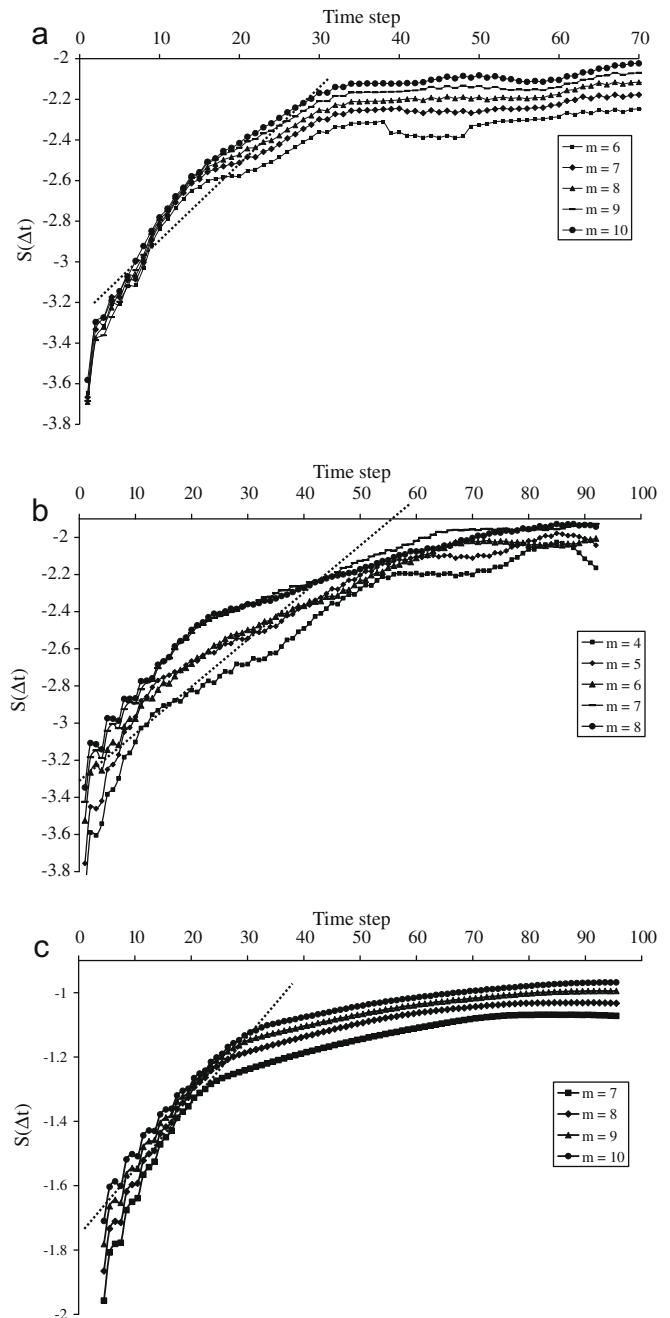 Time step
a
0 10 20 30 40 50 60 70
-2
-2.2
-2.4
-2.6
-2.8
-3
-3.2
-3.4
-3.6
-3.8
S(Δt)
m = 6
m = 7
m = 8
m = 9
m = 10
Time step
b
0 10 20 30 40 50 60 70 80 90 100
-2
-2.2
-2.4
-2.6
-2.8
-3
-3.2
-3.4
-3.6
-3.8
S(Δt)
m = 4
m = 5
m = 6
m = 7
m = 8
Time step
c
0 10 20 30 40 50 60 70 80 90 100
-1
-1.2
-1.4
-1.6
-1.8
-2
S(Δt)
m = 7
m = 8
m = 9
m = 10